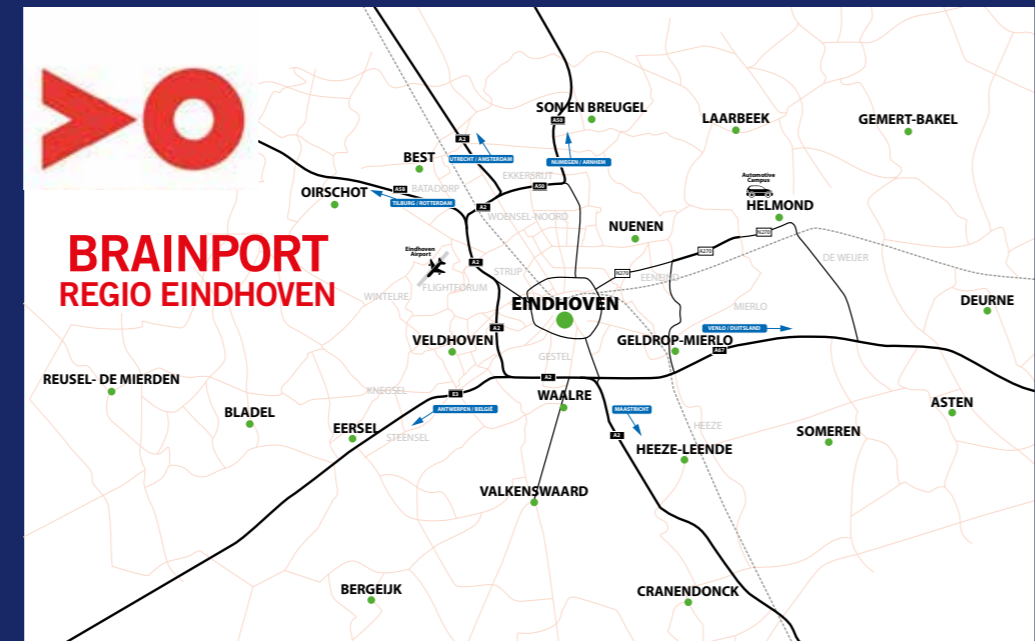 BRAINPORT
REGIO EINDHOVEN
SON EN BREUGEL
LAARBEEK
GEMERT-BAKEL
A50
A2
BEST
UTRECHT / AMSTERDAM
NIJMEGEN / ARNHEM
EKKERSRIJT
Automotive
Campus
OIRSCHOT
A58
BATADORP
A50
TILBURG / ROTTERDAM
A2
WOENSEL-NOORD
HELMOND
NUENEN
N270
Eindhoven
Airport
A2
A270
STRIJP
N270
EENEIND
DE WEIJER
FLIGHTFORUM
WINTELRE
EINDHOVEN
MIERLO
DEURNE
A2
VENLO / DUITSLAND
VELDHOVEN
GELDROP-MIERLO
A67
GESTEL
REUSEL- DE MIERDEN
A2
KNEGSEL
E3
WAALRE
ANTWERPEN / BELGIË
MAASTRICHT
ASTEN
BLADEL
EERSEL
STEENSEL
A2
HEEZE
SOMEREN
HEEZE-LEENDE
VALKENSWAARD
BERGEIJK
CRANENDONCK